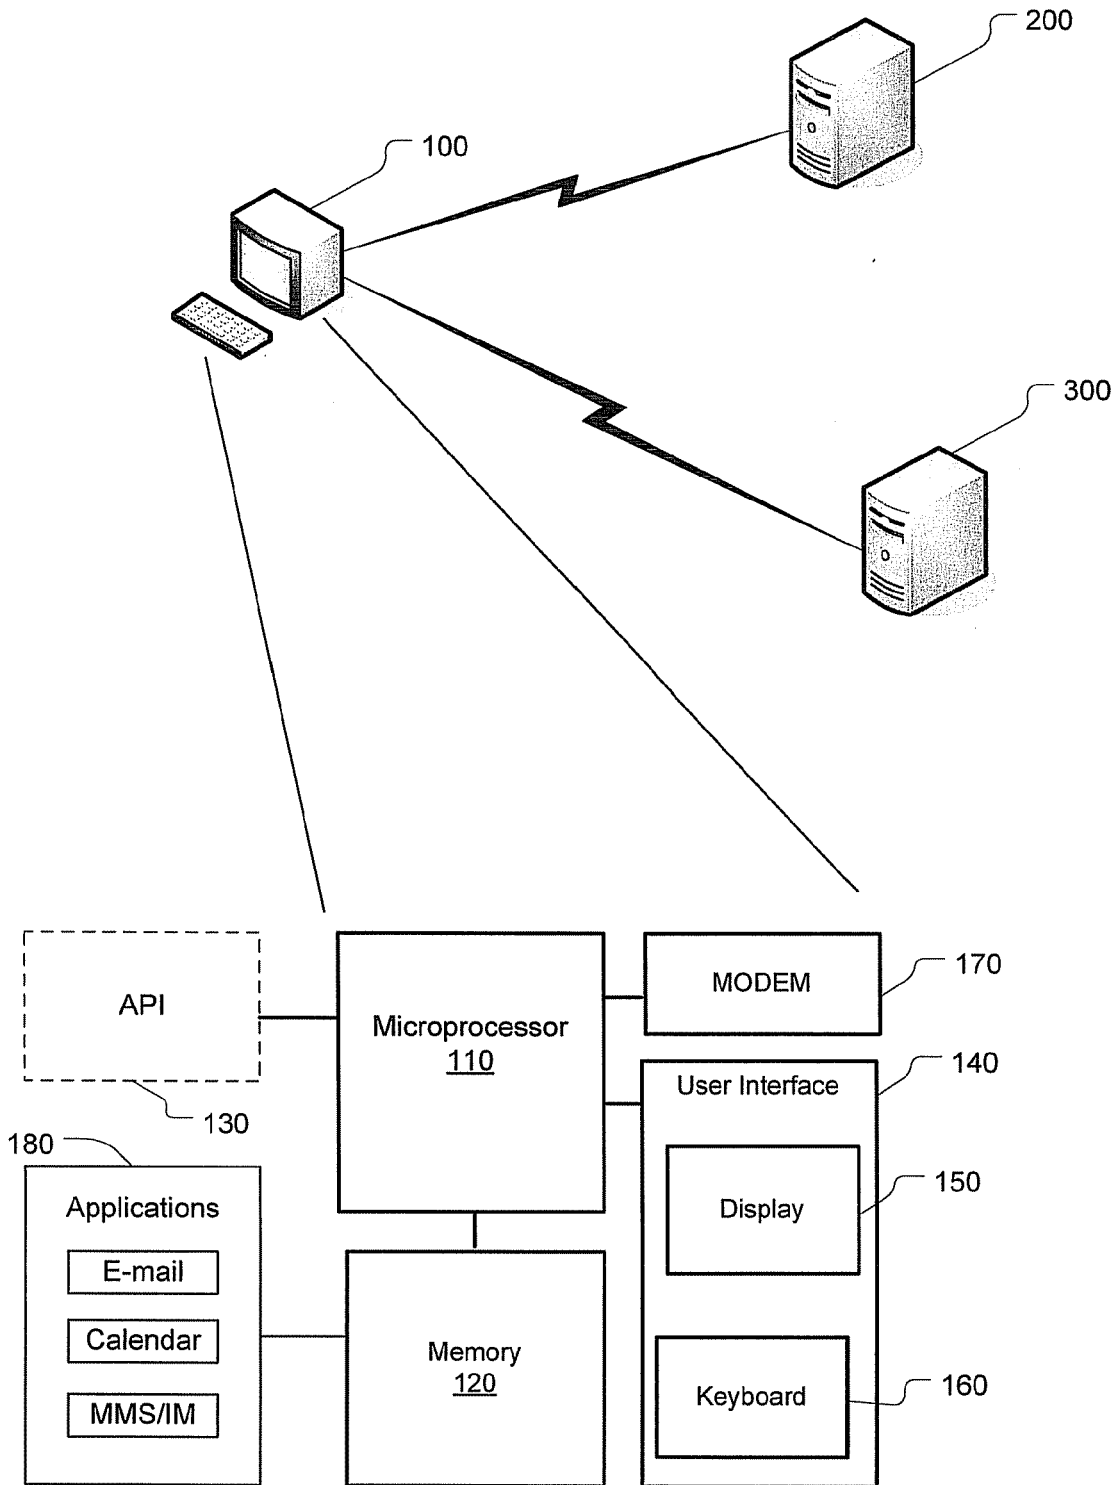 200
100
300
API
Microprocessor
110
MODEM
170
130
User Interface
140
180
Applications
E-mail
Calendar
MMS/IM
Display
150
Memory
120
Keyboard
160